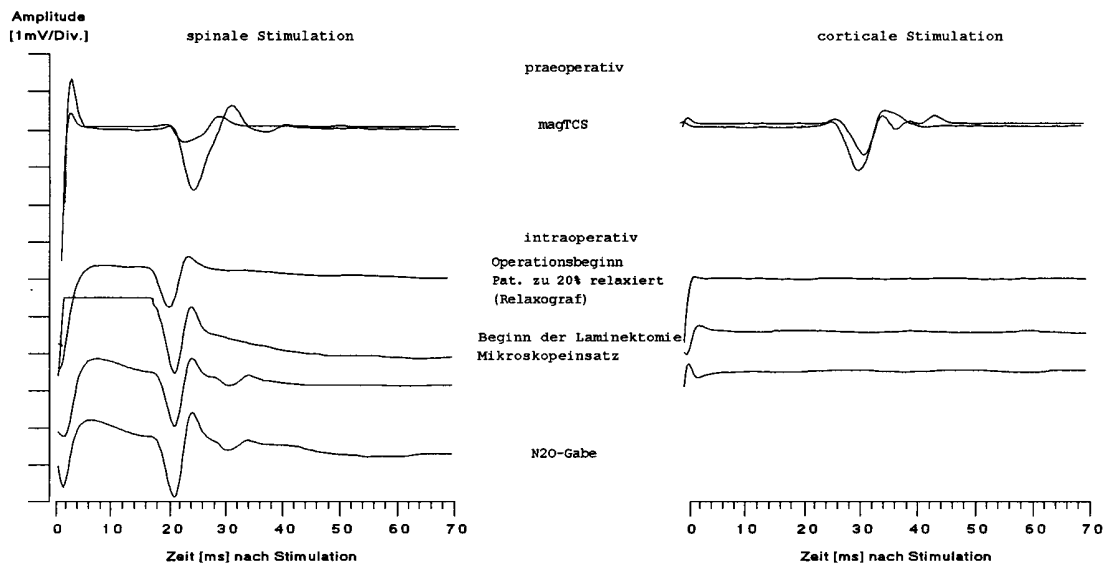 Amplitude
[1mV/Div.]
spinale Stimulation
corticale Stimulation
praeoperativ
magTCS
intraoperativ
Operationsbeginn
Pat. zu 20% relaxiert
(Relaxograf)
Beginn der Laminektomie
Mikroskopeinsatz
N2O-Gabe
0 10 20 30 40 50 60 70
Zeit [ms] nach Stimulation
0 10 20 30 40 50 60 70
Zeit [ms] nach Stimulation